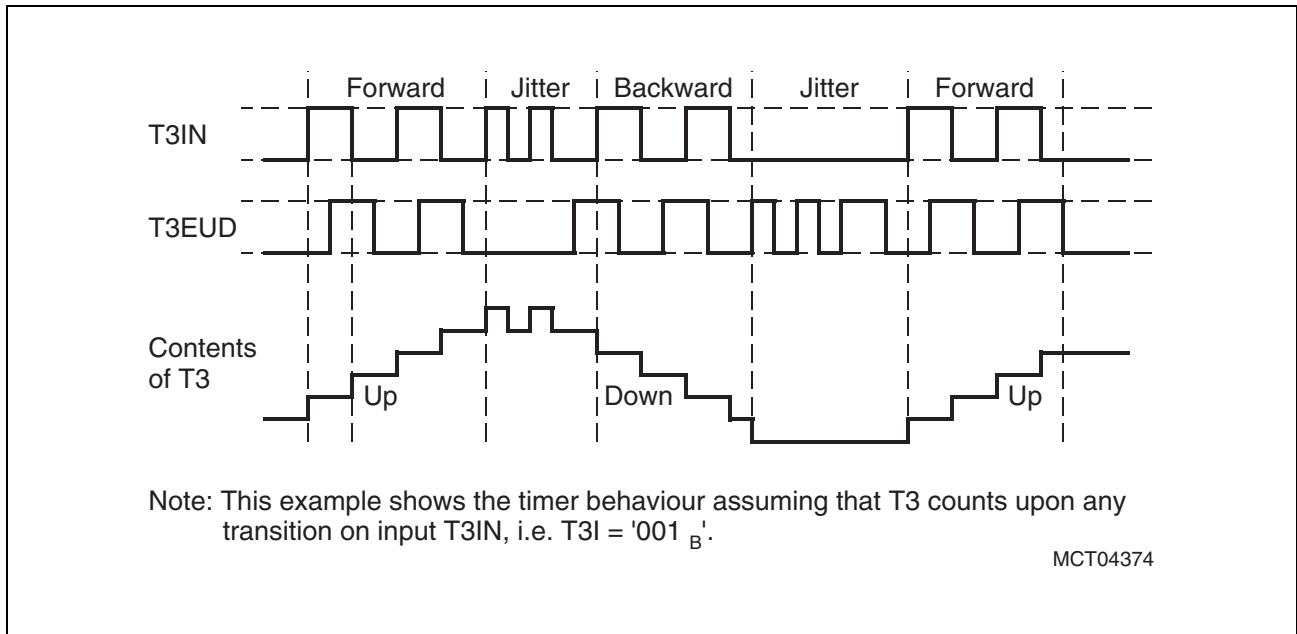 Forward Jitter Backward Jitter Forward
T3IN
T3EUD
Contents
of T3
Up Down Up
Note: This example shows the timer behaviour assuming that T3 counts upon any
transition on input T3IN, i.e. T3I = '001 B'.
MCT04374